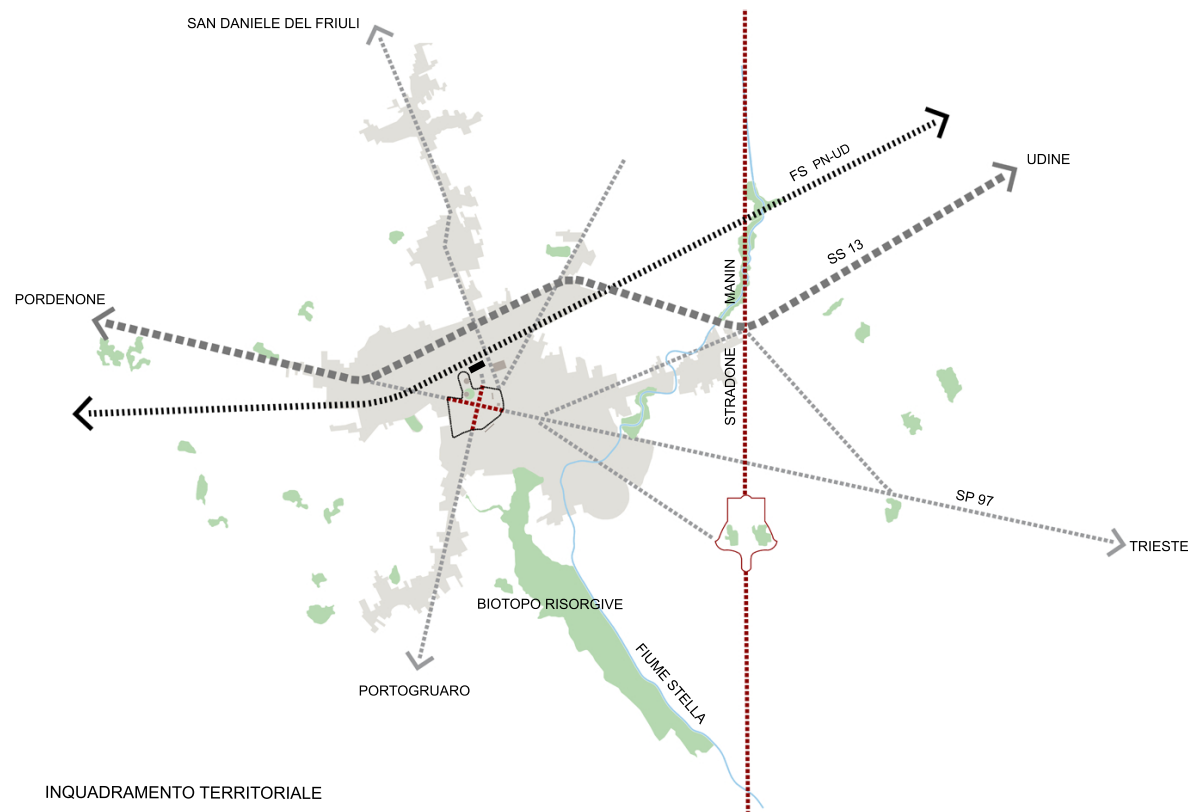 SAN DANIELE DEL FRIULI
FS PN-UD
UDINE
SS 13
MANIN
PORDENONE
STRADONE
SP 97
TRIESTE
BIOTOPO RISORGIVE
FIUME STELLA
PORTOGRUARO
INQUADRAMENTO TERRITORIALE